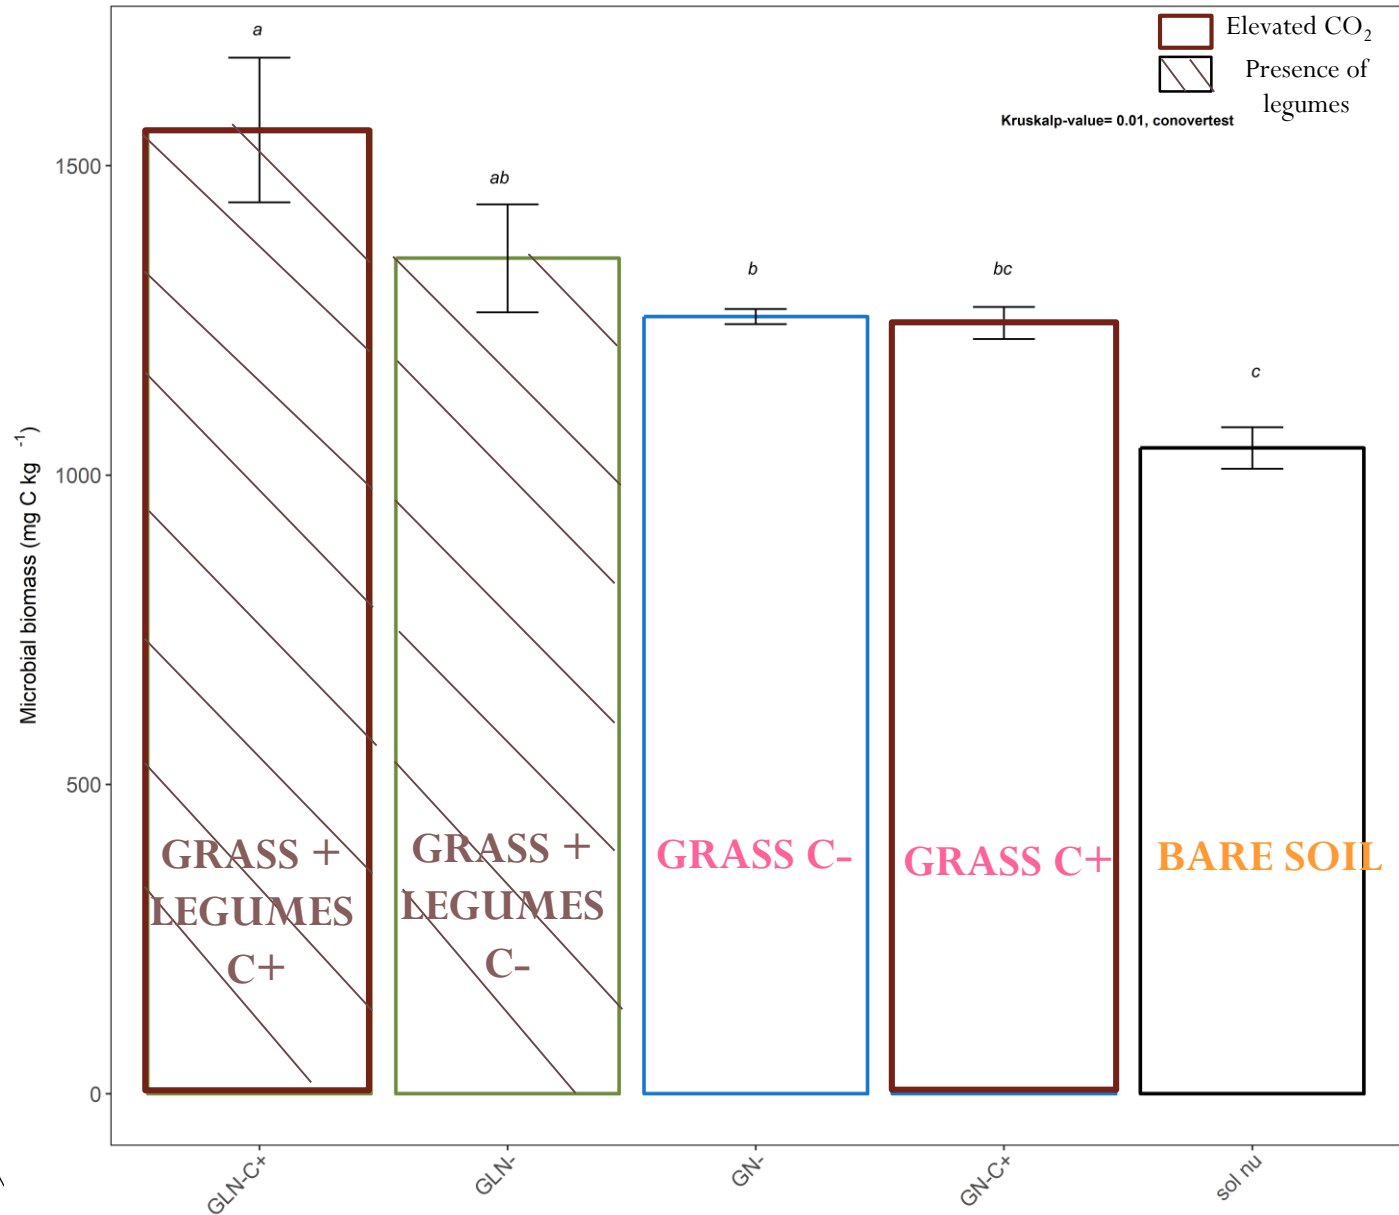 a
Elevated CO₂
Presence of
legumes
Kruskalp-value= 0.01, conovertest
ab
b
bc
c
1500
1000
500
0
Microbial biomass (mg C kg ⁻¹)
GRASS +
LEGUMES
C+
GRASS +
LEGUMES
C-
GRASS C-
GRASS C+
BARE SOIL
GLN-C+
GLN-
GN-
GN-C+
sol nu